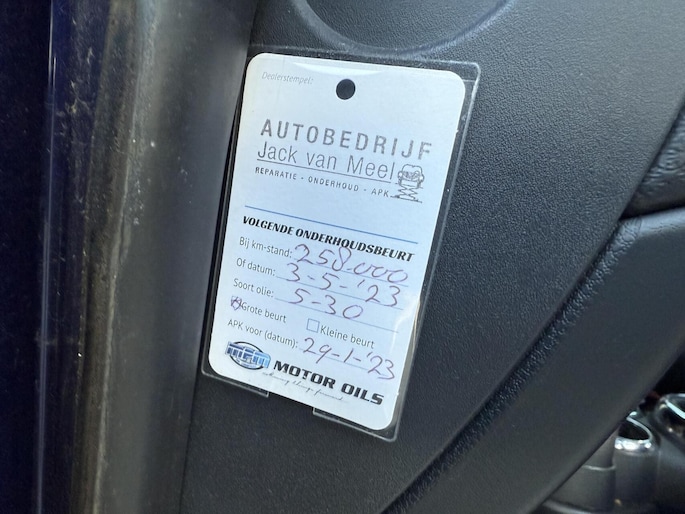 Dealerstempel:
AUTOBEDRIJF
Jack van Meel
REPARATIE - ONDERHOUD - APK
VOLGENDE ONDERHOUDSBEURT
Bij km-stand: 258.000
Of datum: 3-5-'23
Soort olie: 5-30
Grote beurt Kleine beurt
APK voor (datum): 29-1-'23
MOTOR OILS